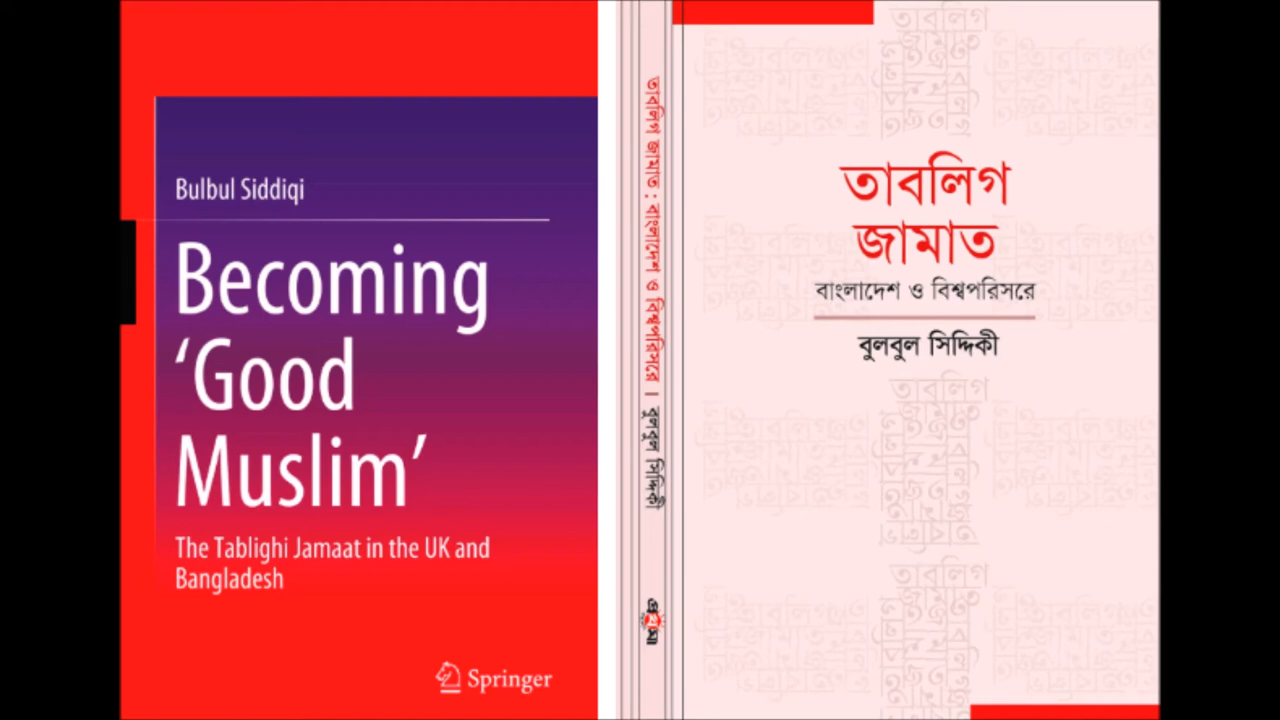 Bulbul Siddiqi
Becoming
‘Good
Muslim’
The Tablighi Jamaat in the UK and
Bangladesh
Springer
তাবলিগ জামাত : বাংলাদেশ ও বিশ্বপরিসরে । বুলবুল সিদ্দিকী
প্রথমা
তাবলিগ
জামাত
বাংলাদেশ ও বিশ্বপরিসরে
বুলবুল সিদ্দিকী